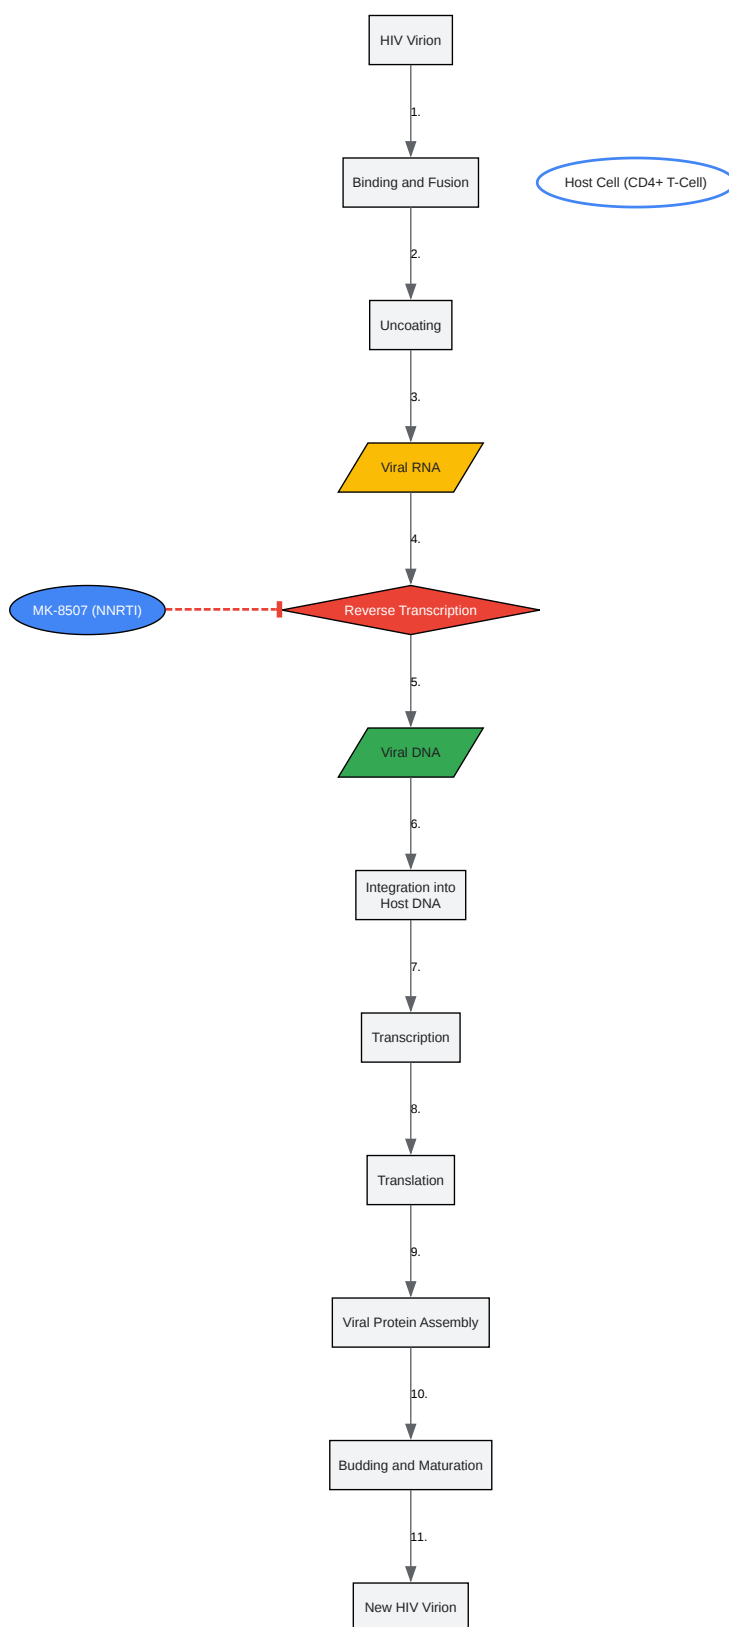 HIV Virion
1.
Binding and Fusion
Host Cell (CD4+ T-Cell)
2.
Uncoating
3.
Viral RNA
4.
MK-8507 (NNRTI)
Reverse Transcription
5.
Viral DNA
6.
Integration into
Host DNA
7.
Transcription
8.
Translation
9.
Viral Protein Assembly
10.
Budding and Maturation
11.
New HIV Virion